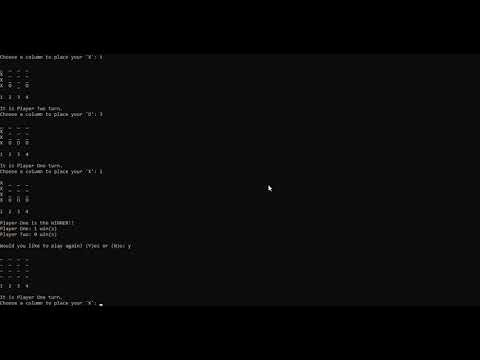 Choose a column to place your 'X': 1
_ _ _ _
X _ _ _
X _ _ _
X O _ O
1 2 3 4
It is Player Two turn.
Choose a column to place your 'O': 3
_ _ _ _
X _ _ _
X _ _ _
X O O O
1 2 3 4
It is Player One turn.
Choose a column to place your 'X': 1
X _ _ _
X _ _ _
X _ _ _
X O O O
1 2 3 4
Player One is the WINNER!!
Player One: 1 win(s)
Player Two: 0 win(s)
Would you like to play again? (Y)es or (N)o: y
_ _ _ _
_ _ _ _
_ _ _ _
_ _ _ _
1 2 3 4
It is Player One turn.
Choose a column to place your 'X': _